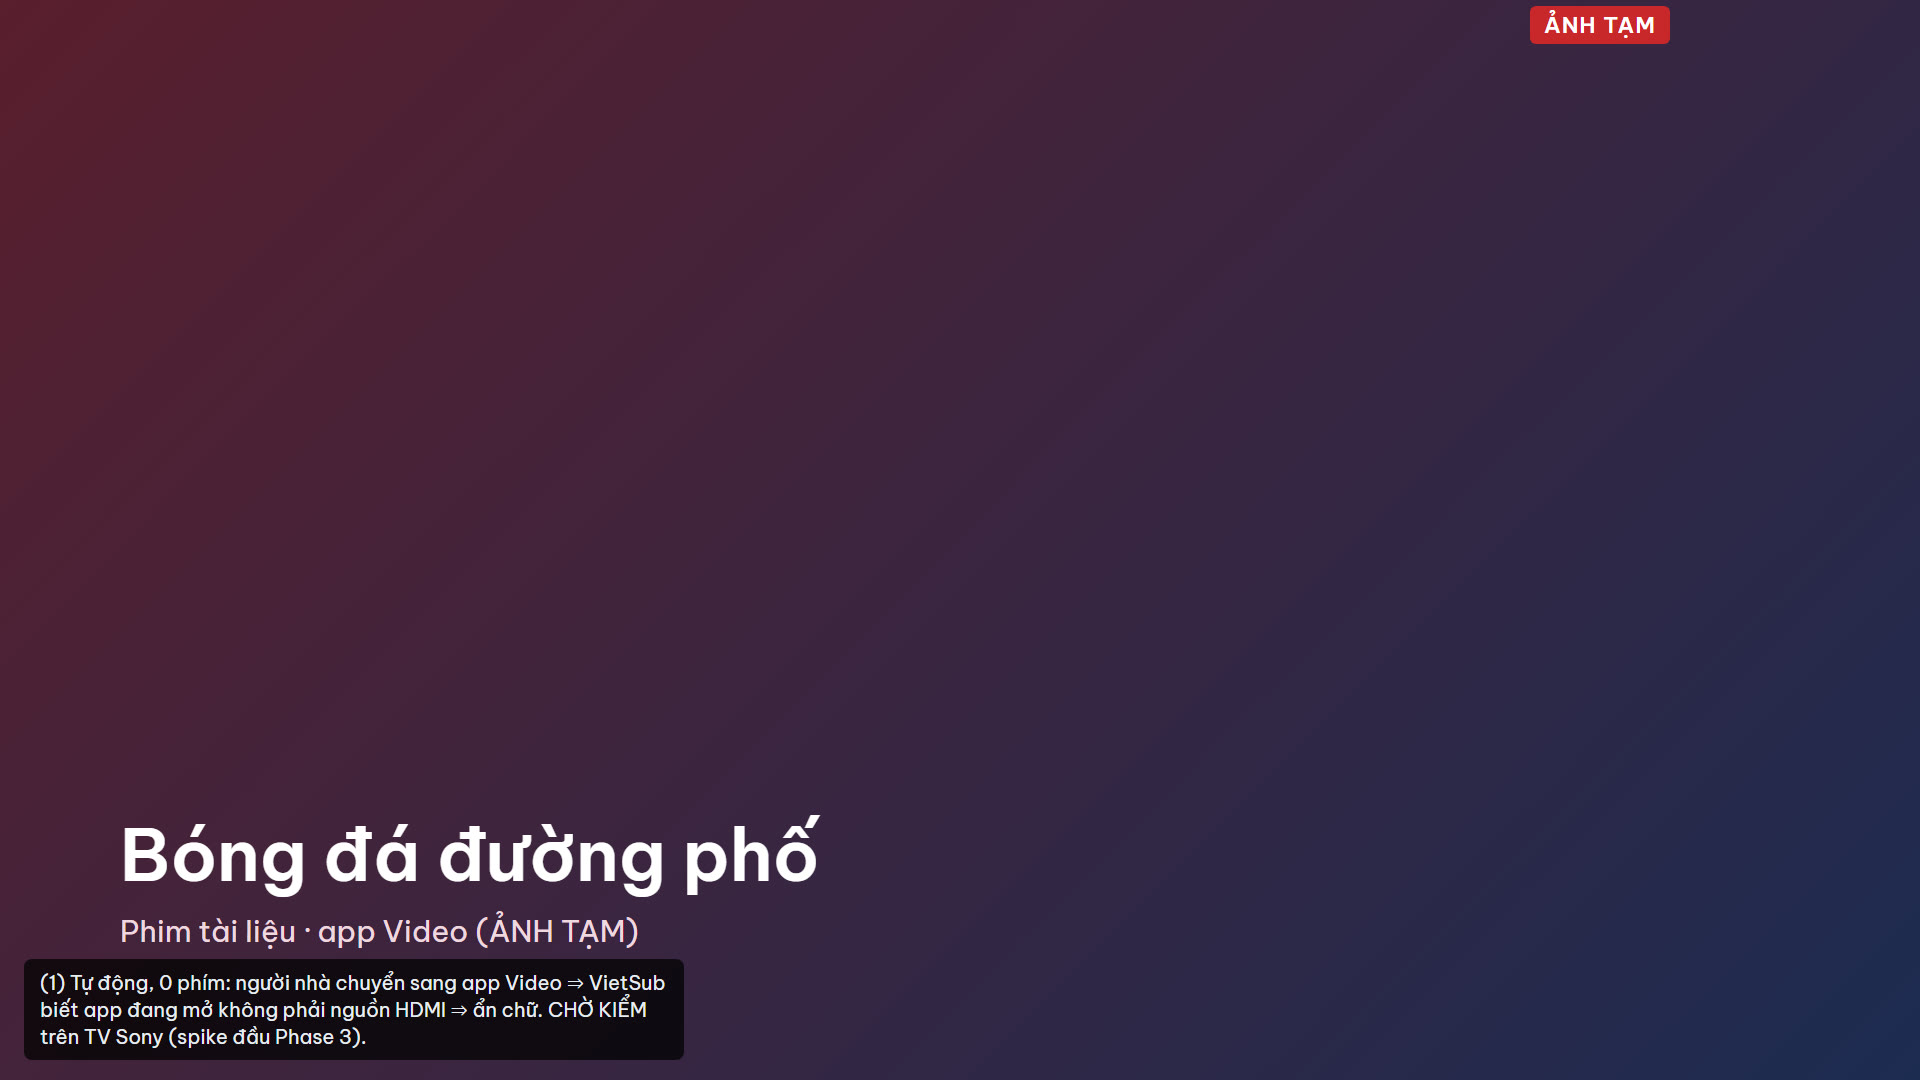 ẢNH TẠM
Bóng đá đường phố
Phim tài liệu · app Video (ẢNH TẠM)
(1) Tự động, 0 phím: người nhà chuyển sang app Video ⇒ VietSub
biết app đang mở không phải nguồn HDMI ⇒ ẩn chữ. CHỜ KIỂM
trên TV Sony (spike đầu Phase 3).